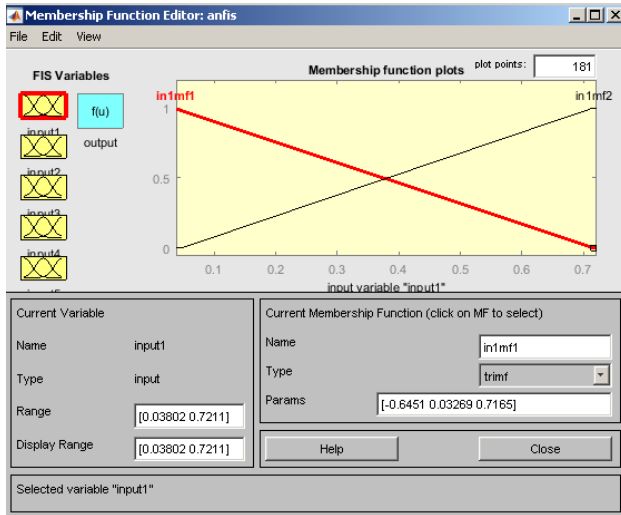 Membership Function Editor: anfis
File Edit View
FIS Variables
Membership function plots
plot points: 181
f(u)
input1
output
input2
input3
input4
in1mf1
in1mf2
1
0.5
0
0.1 0.2 0.3 0.4 0.5 0.6 0.7
input variable "input1"
Current Variable
Name input1
Type input
Range [0.03802 0.7211]
Display Range [0.03802 0.7211]
Current Membership Function (click on MF to select)
Name in1mf1
Type trimf
Params [-0.6451 0.03269 0.7165]
Help Close
Selected variable "input1"